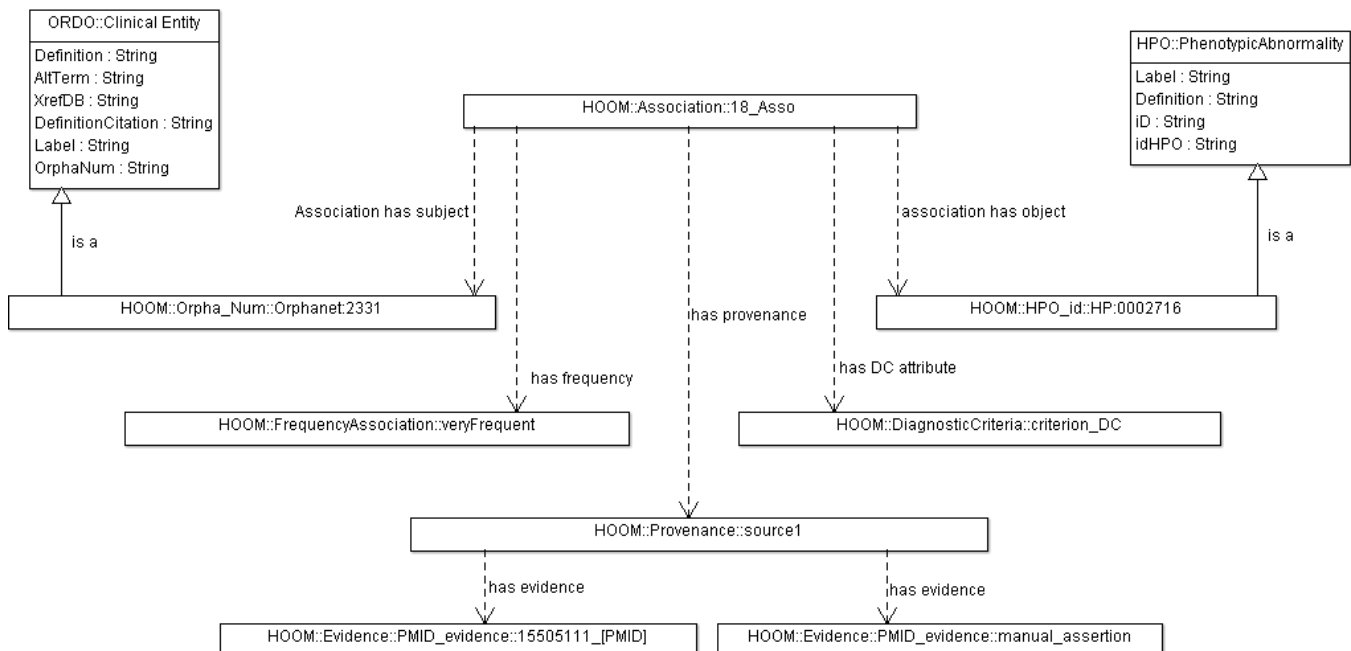 ORDO::Clinical Entity
Definition : String
AltTerm : String
XrefDB : String
DefinitionCitation : String
Label : String
OrphaNum : String
HPO::PhenotypicAbnormality
Label : String
Definition : String
iD : String
idHPO : String
HOOM::Association::18_Asso
Association has subject
association has object
is a
is a
HOOM::Orpha_Num::Orphanet:2331
HOOM::HPO_id::HP:0002716
has provenance
has DC attribute
has frequency
HOOM::FrequencyAssociation::veryFrequent
HOOM::DiagnosticCriteria::criterion_DC
HOOM::Provenance::source1
has evidence
has evidence
HOOM::Evidence::PMID_evidence::15505111_[PMID]
HOOM::Evidence::PMID_evidence::manual_assertion